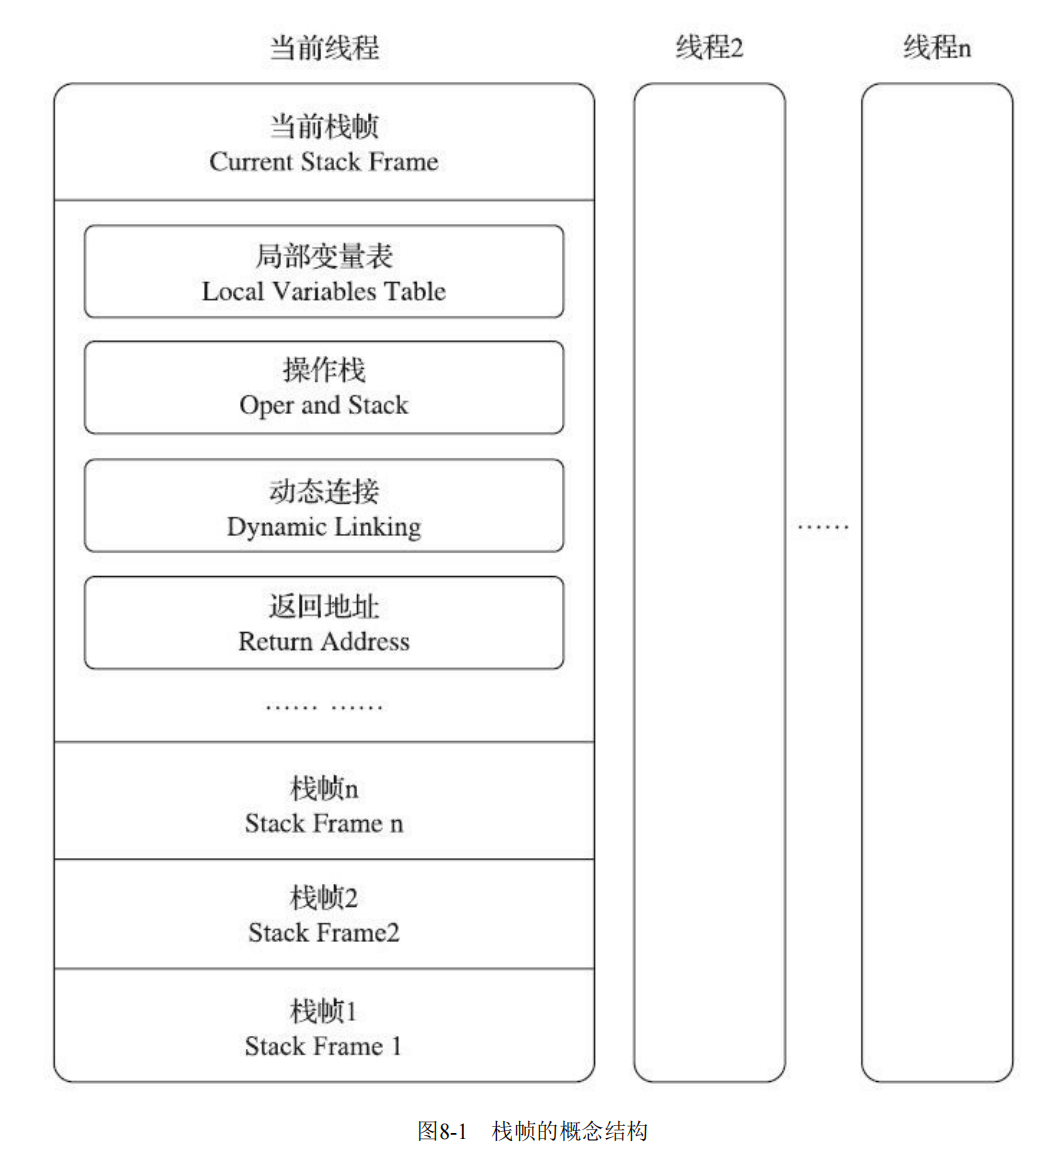 当前线程
线程2
线程n
当前栈帧
Current Stack Frame
局部变量表
Local Variables Table
操作栈
Oper and Stack
动态连接
Dynamic Linking
返回地址
Return Address
…… ……
……
栈帧n
Stack Frame n
栈帧2
Stack Frame2
栈帧1
Stack Frame 1
图8-1 栈帧的概念结构